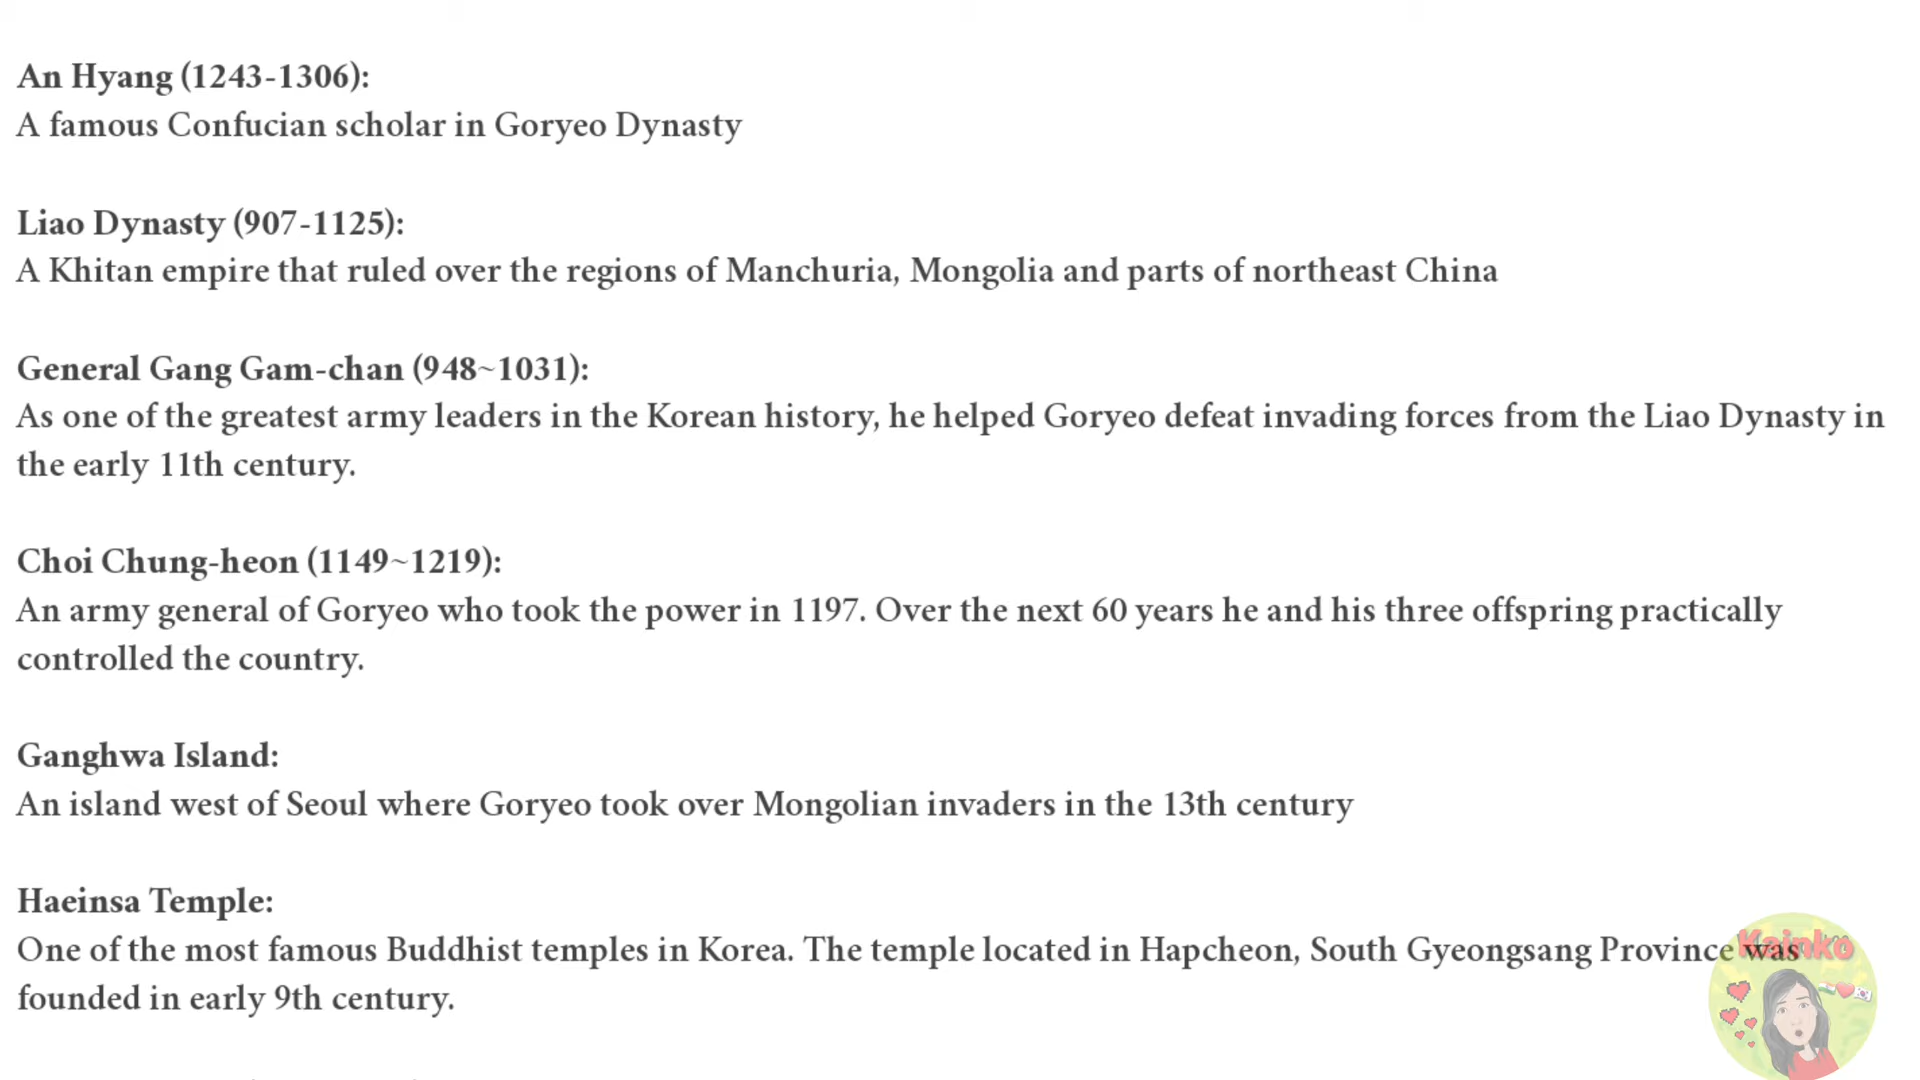 An Hyang (1243-1306):
A famous Confucian scholar in Goryeo Dynasty
Liao Dynasty (907-1125):
A Khitan empire that ruled over the regions of Manchuria, Mongolia and parts of northeast China
General Gang Gam-chan (948~1031):
As one of the greatest army leaders in the Korean history, he helped Goryeo defeat invading forces from the Liao Dynasty in
the early 11th century.
Choi Chung-heon (1149~1219):
An army general of Goryeo who took the power in 1197. Over the next 60 years he and his three offspring practically
controlled the country.
Ganghwa Island:
An island west of Seoul where Goryeo took over Mongolian invaders in the 13th century
Haeinsa Temple:
One of the most famous Buddhist temples in Korea. The temple located in Hapcheon, South Gyeongsang Province was
founded in early 9th century.
Kainko